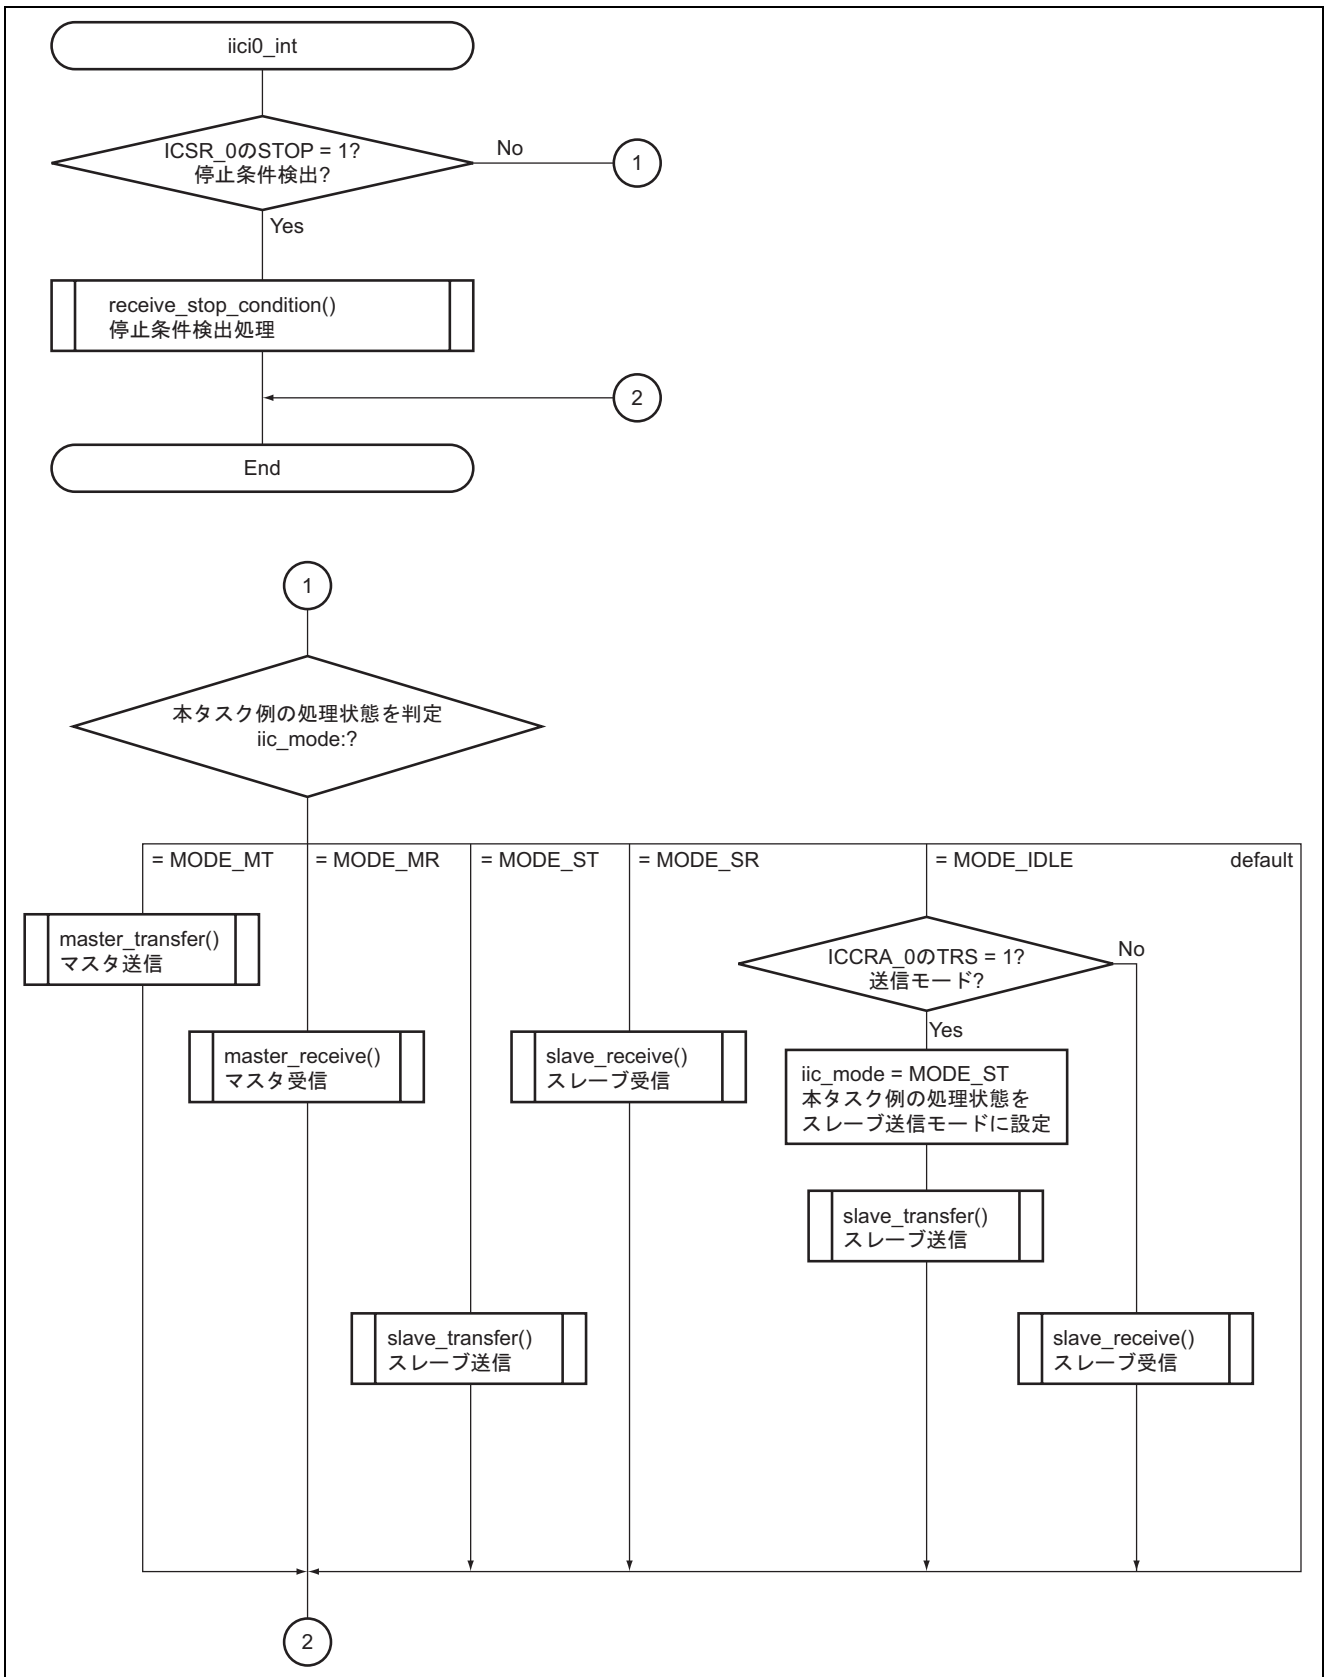 iici0_int
ICSR_0のSTOP = 1?
停止条件検出?
No
1
Yes
receive_stop_condition()
停止条件検出処理
2
End
1
本タスク例の処理状態を判定
iic_mode:?
= MODE_MT
= MODE_MR
= MODE_ST
= MODE_SR
= MODE_IDLE
default
master_transfer()
マスタ送信
ICCRA_0のTRS = 1?
送信モード?
No
Yes
master_receive()
マスタ受信
slave_receive()
スレーブ受信
iic_mode = MODE_ST
本タスク例の処理状態を
スレーブ送信モードに設定
slave_transfer()
スレーブ送信
slave_transfer()
スレーブ送信
slave_receive()
スレーブ受信
2